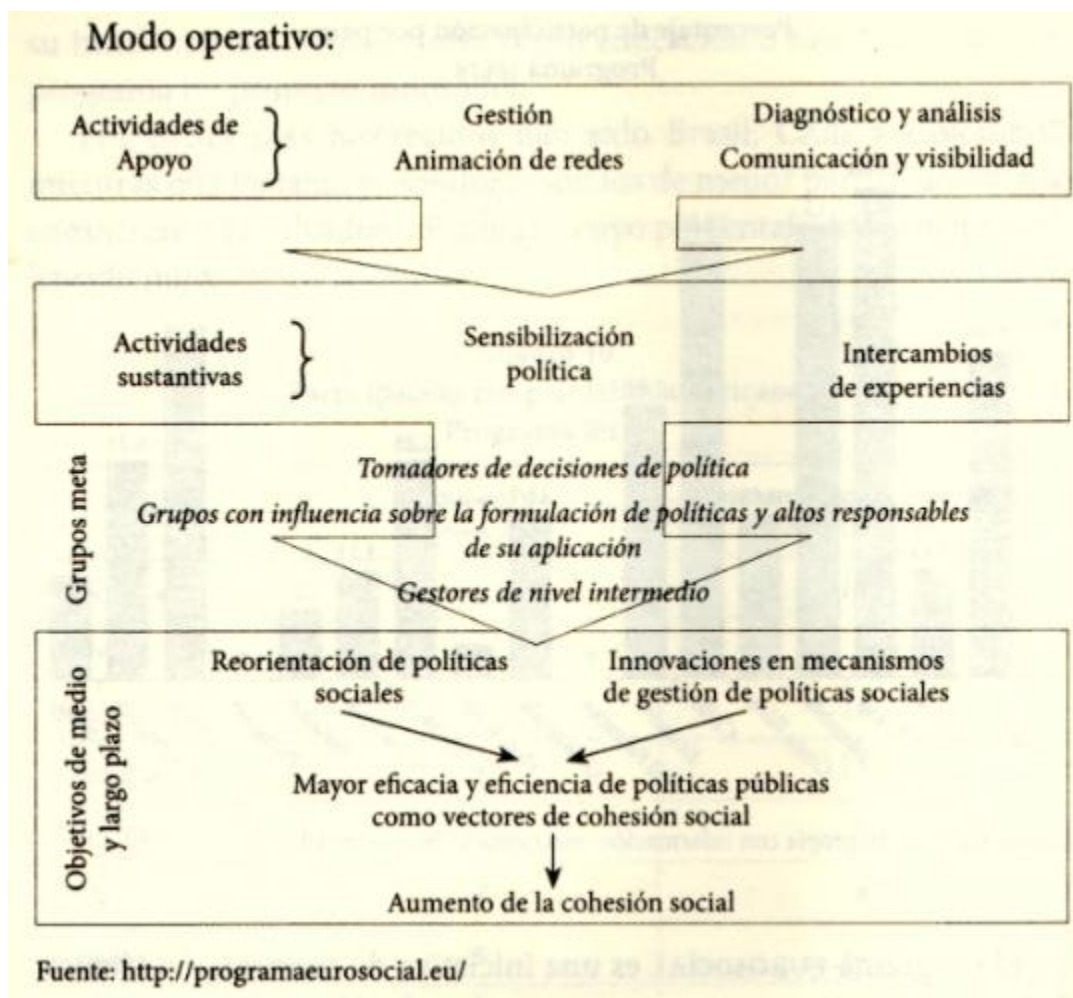 Modo operativo:
Actividades de
Apoyo
Gestión
Animación de redes
Diagnóstico y análisis
Comunicación y visibilidad
Actividades
sustantivas
Sensibilización
política
Intercambios
de experiencias
Grupos meta
Tomadores de decisiones de política
Grupos con influencia sobre la formulación de políticas y altos responsables
de su aplicación
Gestores de nivel intermedio
Objetivos de medio
y largo plazo
Reorientación de políticas
sociales
Innovaciones en mecanismos
de gestión de políticas sociales
Mayor eficacia y eficiencia de políticas públicas
como vectores de cohesión social
Aumento de la cohesión social
Fuente: http://programaeurosocial.eu/